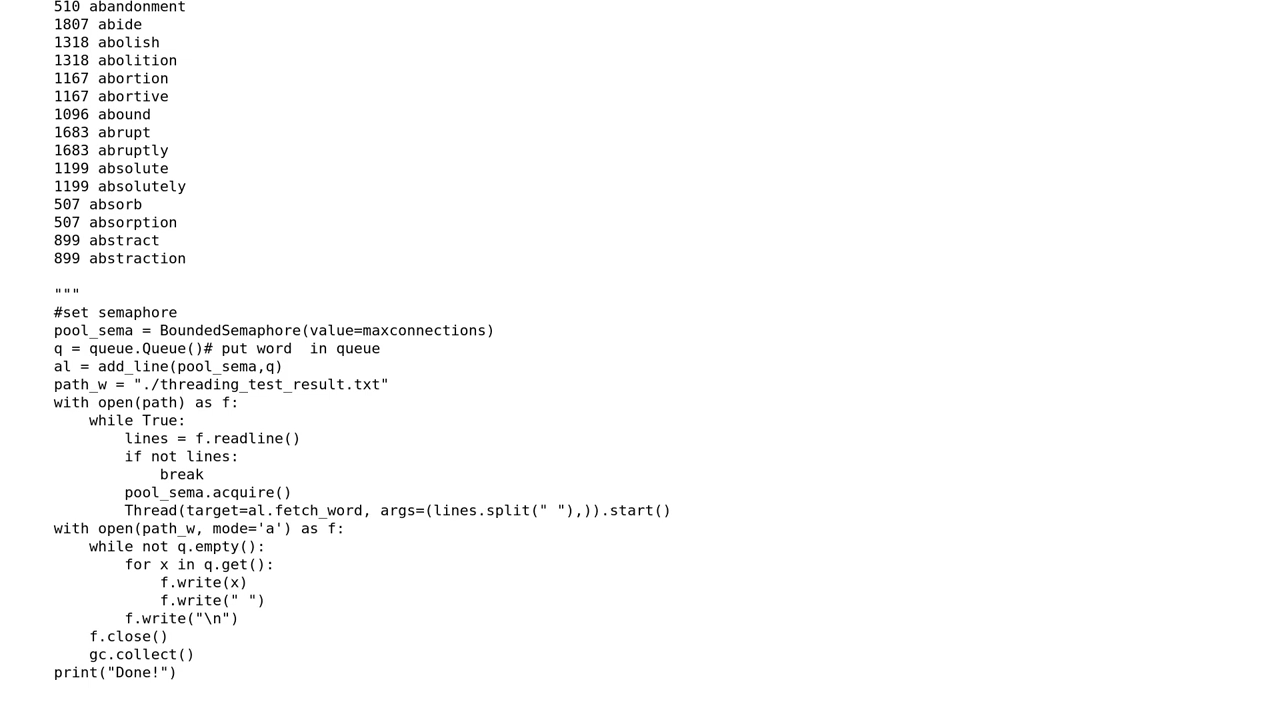 510 abandonment
1807 abide
1318 abolish
1318 abolition
1167 abortion
1167 abortive
1096 abound
1683 abrupt
1683 abruptly
1199 absolute
1199 absolutely
507 absorb
507 absorption
899 abstract
899 abstraction

"""
#set semaphore
pool_sema = BoundedSemaphore(value=maxconnections)
q = queue.Queue()# put word  in queue
al = add_line(pool_sema,q)
path_w = "./threading_test_result.txt"
with open(path) as f:
    while True:
        lines = f.readline()
        if not lines:
            break
        pool_sema.acquire()
        Thread(target=al.fetch_word, args=(lines.split(" "),)).start()
with open(path_w, mode='a') as f:
    while not q.empty():
        for x in q.get():
            f.write(x)
            f.write(" ")
        f.write("\n")
    f.close()
    gc.collect()
print("Done!")